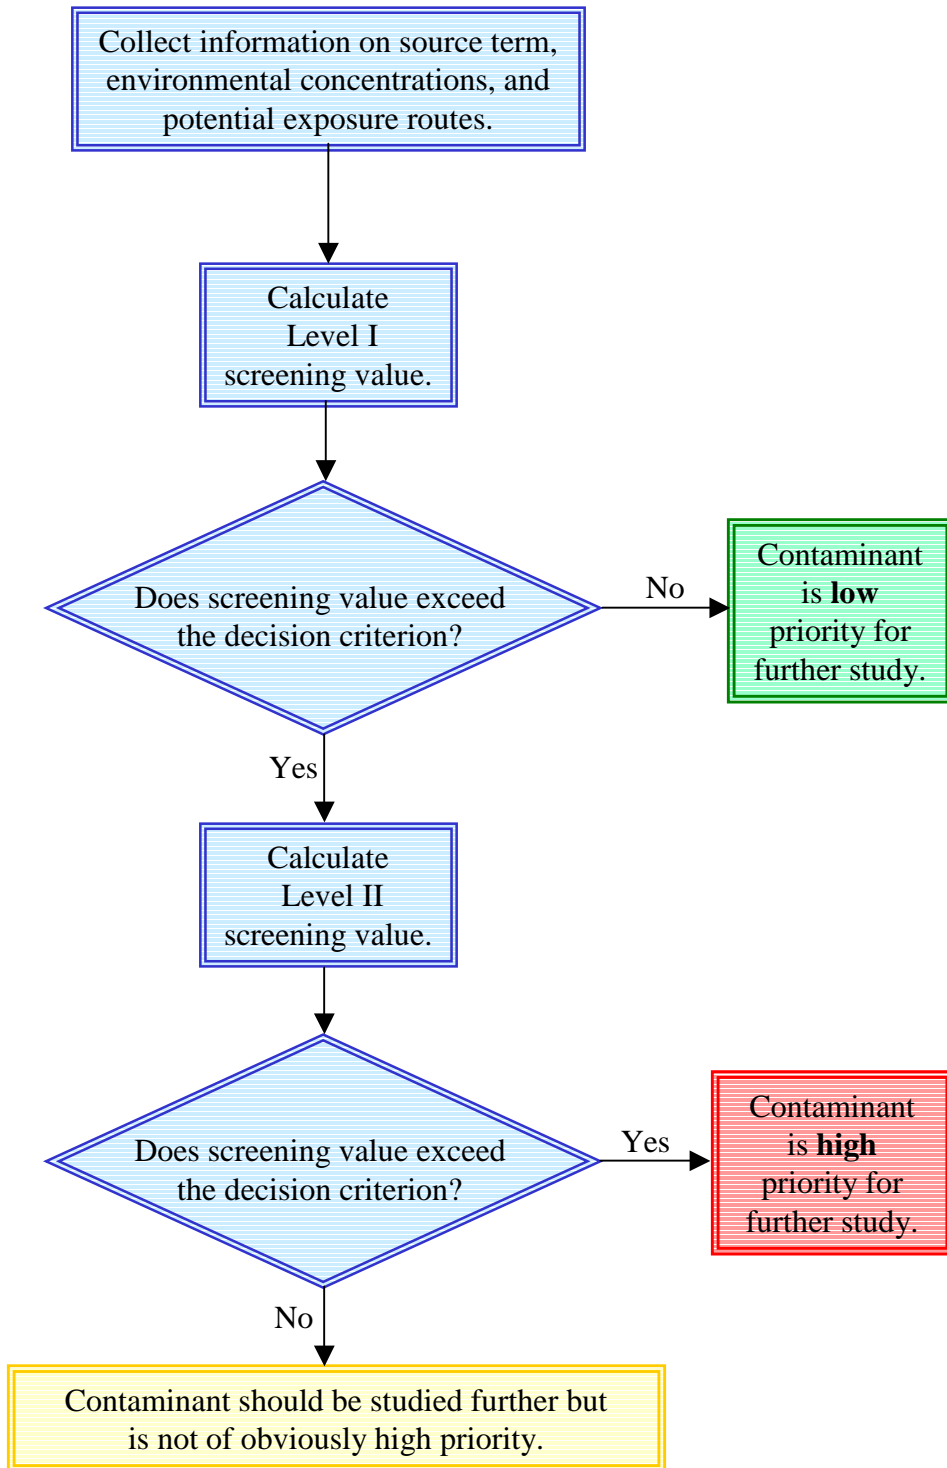 Collect information on source term,
environmental concentrations, and
potential exposure routes.
Calculate
Level I
screening value.
Does screening value exceed
the decision criterion?
No
Contaminant
is low
priority for
further study.
Yes
Calculate
Level II
screening value.
Does screening value exceed
the decision criterion?
Yes
Contaminant
is high
priority for
further study.
No
Contaminant should be studied further but
is not of obviously high priority.